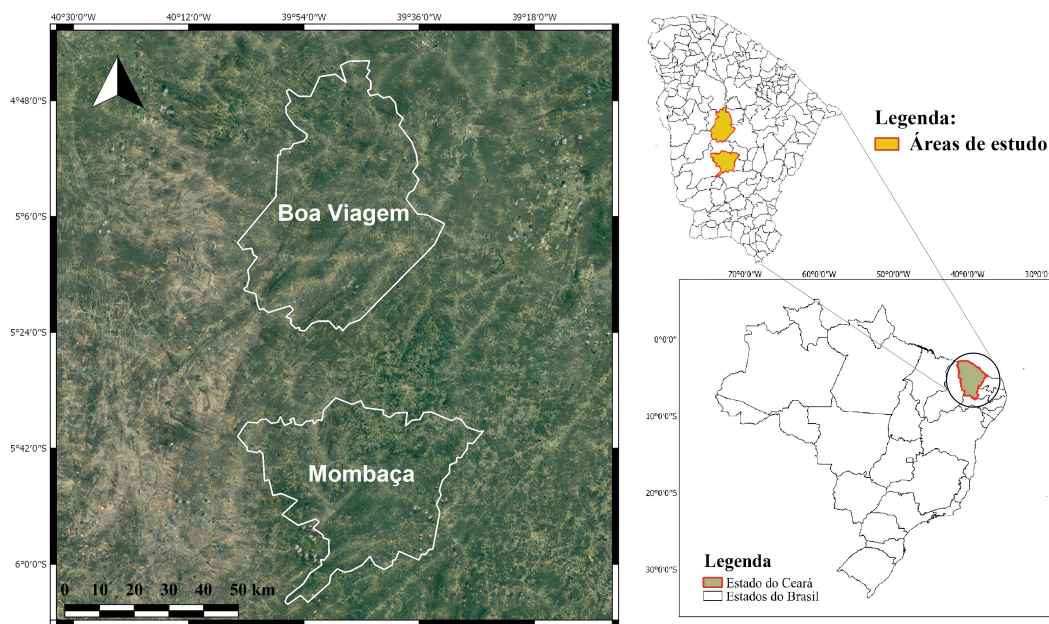 40°30'0"W 40°12'0"W 39°54'0"W 39°36'0"W 39°18'0"W
4°48'0"S
5°6'0"S
5°24'0"S
5°42'0"S
6°0'0"S
Boa Viagem
Mombaça
0 10 20 30 40 50 km
Legenda:
Áreas de estudo
70°0'0"W 60°0'0"W 50°0'0"W 40°0'0"W 30°0'0"
0°0'0"
10°0'0"S
20°0'0"S
30°0'0"S
Legenda
Estado do Ceará
Estados do Brasil